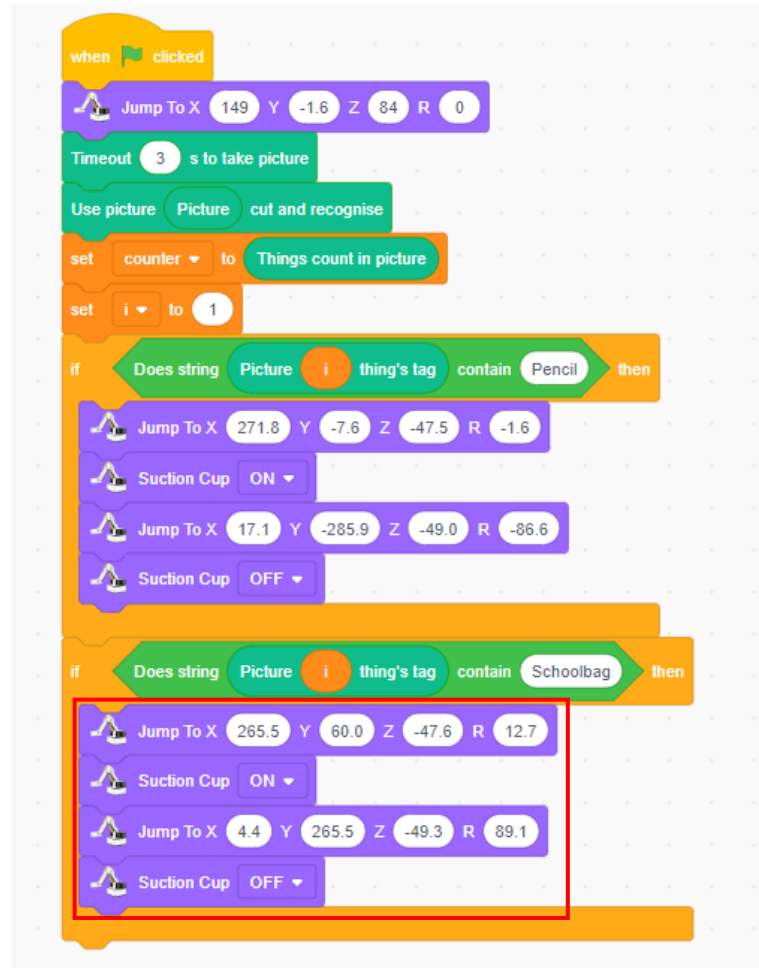 when clicked
Jump To X 149 Y -1.6 Z 84 R 0
Timeout 3 s to take picture
Use picture Picture cut and recognise
set counter to Things count in picture
set i to 1
if Does string Picture i thing's tag contain Pencil then
Jump To X 271.8 Y -7.6 Z -47.5 R -1.6
Suction Cup ON
Jump To X 17.1 Y -285.9 Z -49.0 R -86.6
Suction Cup OFF
if Does string Picture i thing's tag contain Schoolbag then
Jump To X 265.5 Y 60.0 Z -47.6 R 12.7
Suction Cup ON
Jump To X 4.4 Y 265.5 Z -49.3 R 89.1
Suction Cup OFF